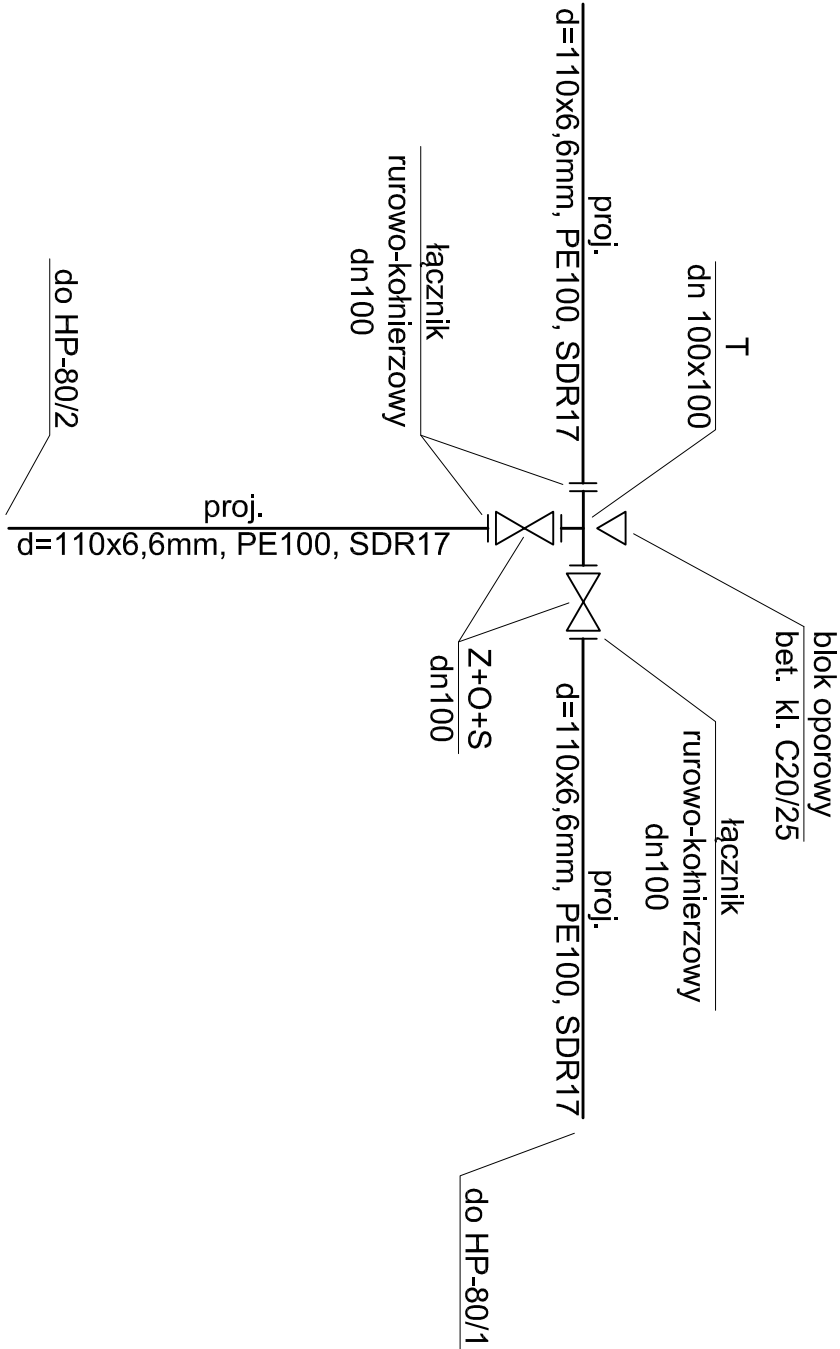 blok oporowy
bet. kl. C20/25
T
dn 100x100
proj.
d=110x6,6mm, PE100, SDR17
łącznik
rurowo-kołnierzowy
dn100
proj.
d=110x6,6mm, PE100, SDR17
łącznik
rurowo-kołnierzowy
dn100
Z+O+S
dn100
do HP-80/1
proj.
d=110x6,6mm, PE100, SDR17
do HP-80/2